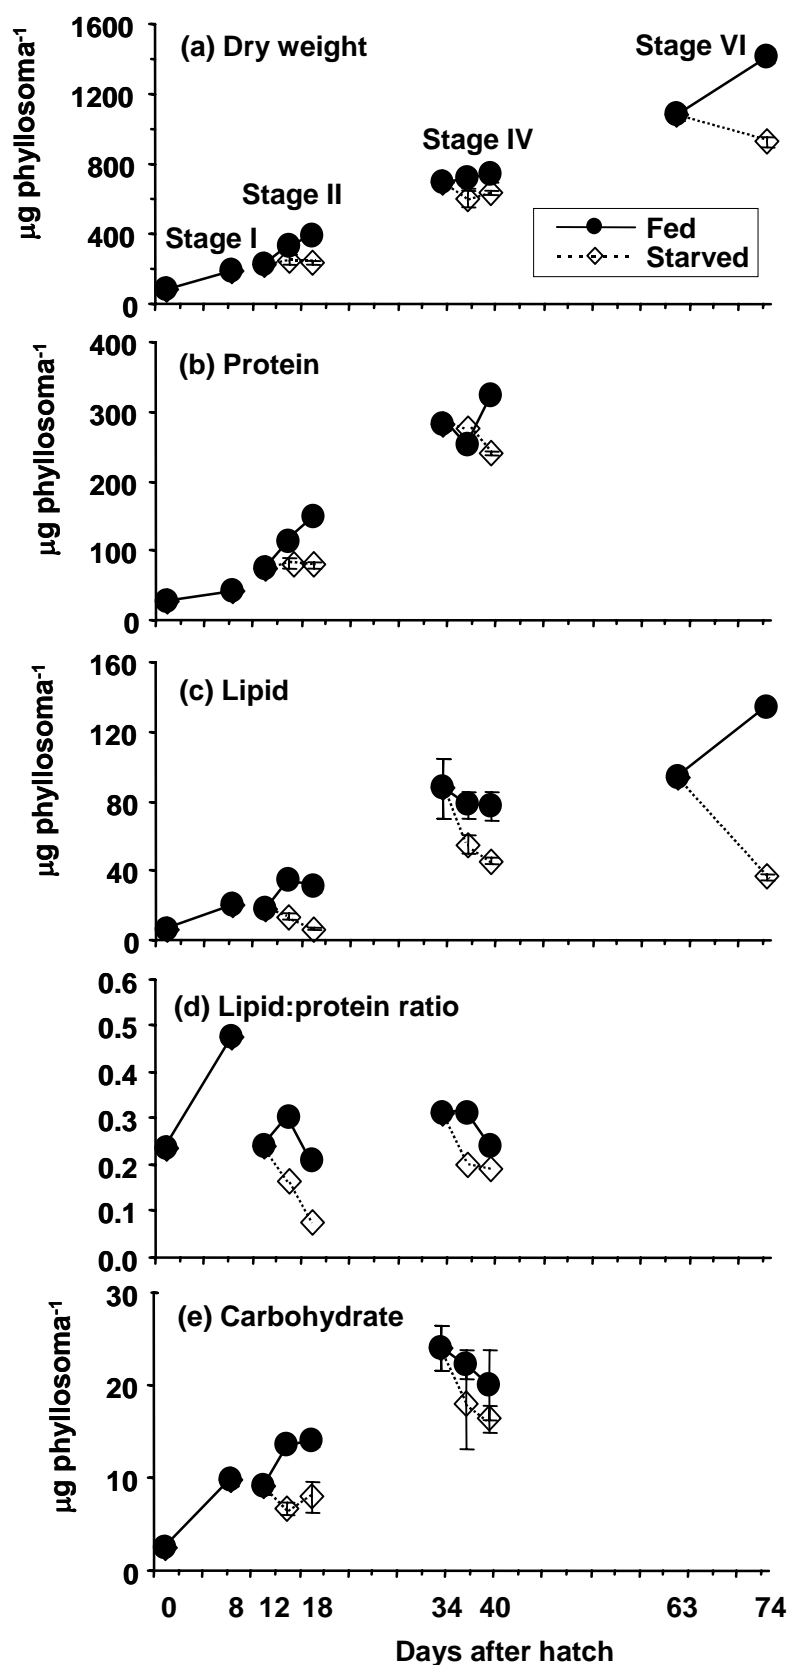 1600
1200
800
400
0
µg phyllosoma-1
(a) Dry weight
Stage I
Stage II
Stage IV
Stage VI
Fed
Starved
400
300
200
100
0
µg phyllosoma-1
(b) Protein
160
120
80
40
0
µg phyllosoma-1
(c) Lipid
0.6
0.5
0.4
0.3
0.2
0.1
0.0
(d) Lipid:protein ratio
30
20
10
0
µg phyllosoma-1
(e) Carbohydrate
0 8 12 18 34 40 63 74
Days after hatch